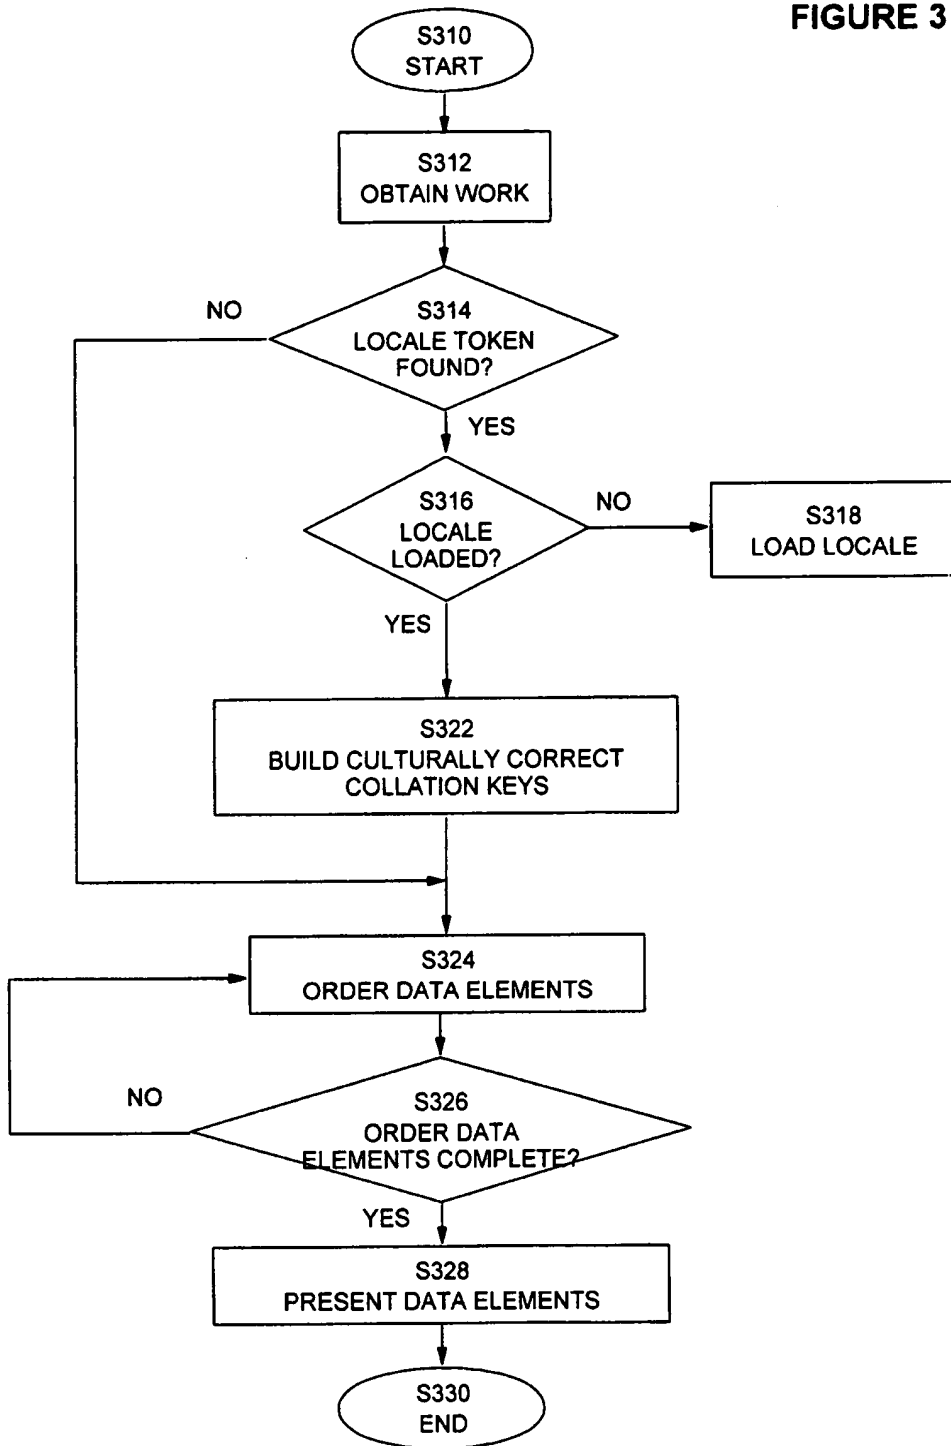 FIGURE 3
S310
START
S312
OBTAIN WORK
NO
S314
LOCALE TOKEN
FOUND?
YES
S316
LOCALE
LOADED?
NO
S318
LOAD LOCALE
YES
S322
BUILD CULTURALLY CORRECT
COLLATION KEYS
S324
ORDER DATA ELEMENTS
NO
S326
ORDER DATA
ELEMENTS COMPLETE?
YES
S328
PRESENT DATA ELEMENTS
S330
END